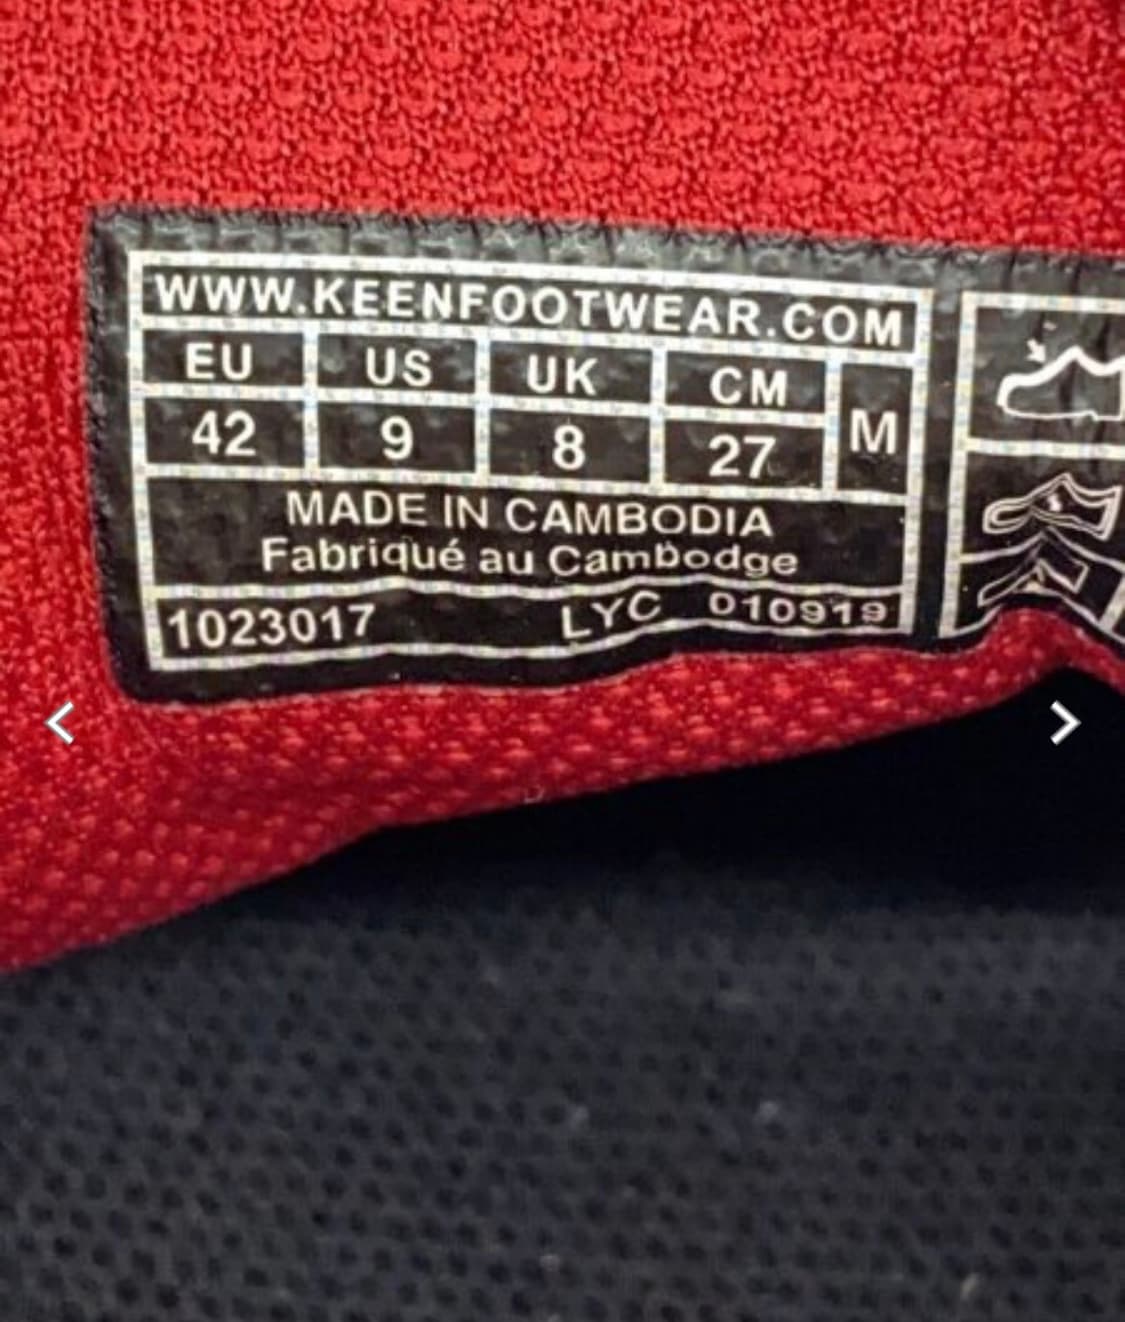 WWW.KEENFOOTWEAR.COM
EU US UK CM M
42 9 8 27
MADE IN CAMBODIA
Fabriqué au Cambodge
1023017 LYC 010919